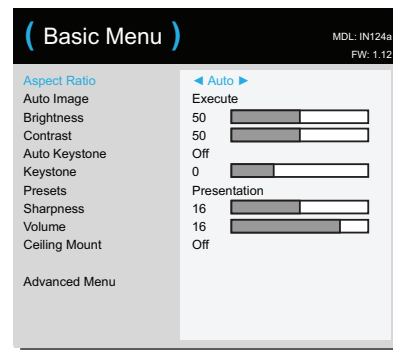 ( Basic Menu )
MDL: IN124a
FW: 1.12
Aspect Ratio ◄ Auto ►
Auto Image Execute
Brightness 50
Contrast 50
Auto Keystone Off
Keystone 0
Presets Presentation
Sharpness 16
Volume 16
Ceiling Mount Off
Advanced Menu